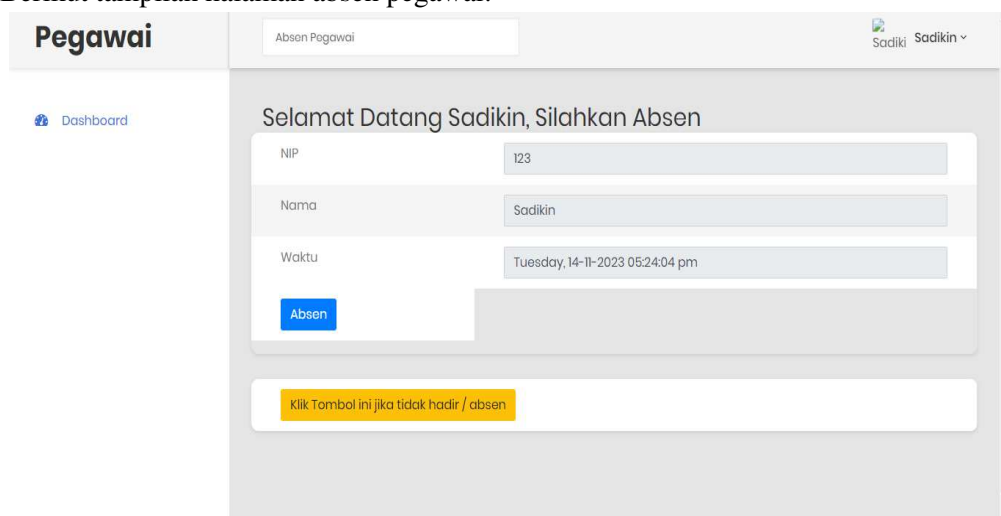 Berikut tampilan halaman absen pegawai.
Pegawai
Absen Pegawai
Sadiki
Sadikin
Dashboard
Selamat Datang Sadikin, Silahkan Absen
NIP
123
Nama
Sadikin
Waktu
Tuesday, 14-11-2023 05:24:04 pm
Absen
Klik Tombol ini jika tidak hadir / absen